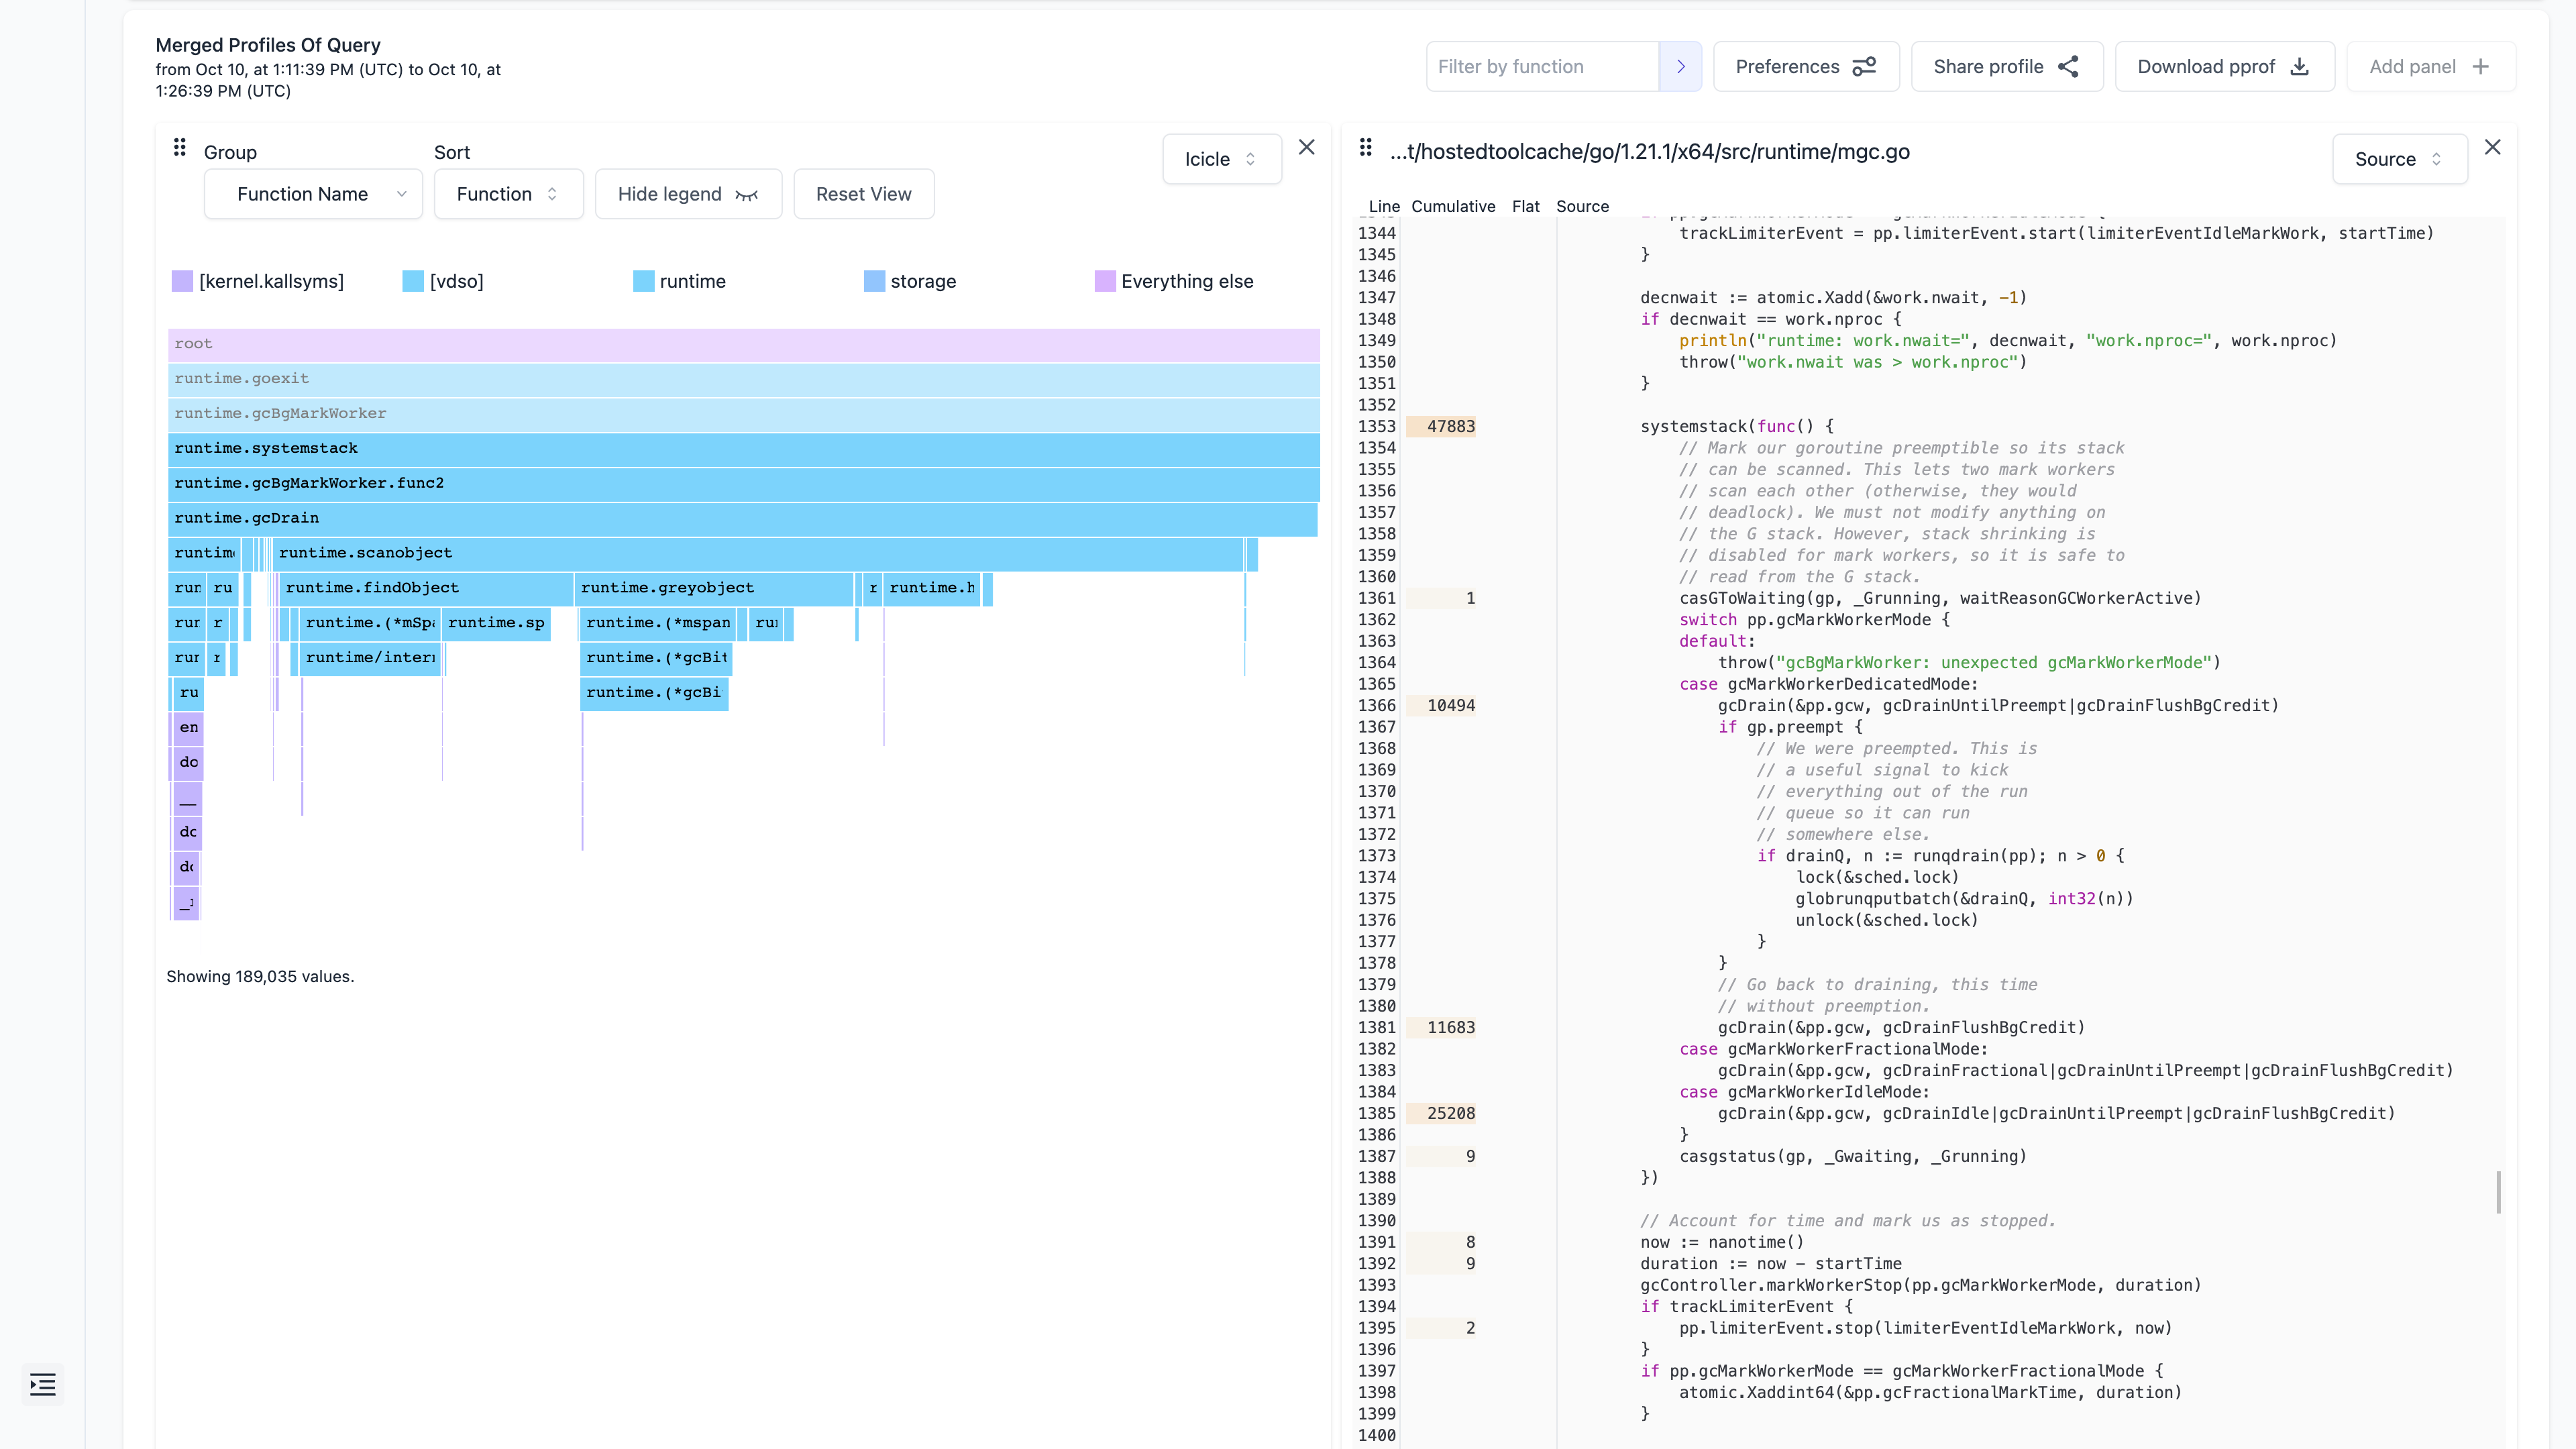 Merged Profiles Of Query
from Oct 10, at 1:11:39 PM (UTC) to Oct 10, at
1:26:39 PM (UTC)
Filter by function
Preferences
Share profile
Download pprof
Add panel
Group
Sort
Function Name
Function
Hide legend
Reset View
Icicle
[kernel.kallsyms]
[vdso]
runtime
storage
Everything else
root
runtime.goexit
runtime.gcBgMarkWorker
runtime.systemstack
runtime.gcBgMarkWorker.func2
runtime.gcDrain
runtime runtime.scanobject
run ru runtime.findObject runtime.greyobject r runtime.h
run r runtime.(*mSpa runtime.sp runtime.(*mspan ru
run r runtime/inter runtime.(*gcBit
ru runtime.(*gcBi
en
do
__
do
do
Showing 189,035 values.
...t/hostedtoolcache/go/1.21.1/x64/src/runtime/mgc.go
Source
Line Cumulative Flat Source
1344 trackLimiterEvent = pp.limiterEvent.start(limiterEventIdleMarkWork, startTime)
1345 }
1346
1347 decnwait := atomic.Xadd(&work.nwait, -1)
1348 if decnwait == work.nproc {
1349 println("runtime: work.nwait=", decnwait, "work.nproc=", work.nproc)
1350 throw("work.nwait was > work.nproc")
1351 }
1352
1353 47883 systemstack(func() {
1354 // Mark our goroutine preemptible so its stack
1355 // can be scanned. This lets two mark workers
1356 // scan each other (otherwise, they would
1357 // deadlock). We must not modify anything on
1358 // the G stack. However, stack shrinking is
1359 // disabled for mark workers, so it is safe to
1360 // read from the G stack.
1361 1 casGToWaiting(gp, _Grunning, waitReasonGCWorkerActive)
1362 switch pp.gcMarkWorkerMode {
1363 default:
1364 throw("gcBgMarkWorker: unexpected gcMarkWorkerMode")
1365 case gcMarkWorkerDedicatedMode:
1366 10494 gcDrain(&pp.gcw, gcDrainUntilPreempt|gcDrainFlushBgCredit)
1367 if gp.preempt {
1368 // We were preempted. This is
1369 // a useful signal to kick
1370 // everything out of the run
1371 // queue so it can run
1372 // somewhere else.
1373 if drainQ, n := runqdrain(pp); n > 0 {
1374 lock(&sched.lock)
1375 globrunqputbatch(&drainQ, int32(n))
1376 unlock(&sched.lock)
1377 }
1378 }
1379 // Go back to draining, this time
1380 // without preemption.
1381 11683 gcDrain(&pp.gcw, gcDrainFlushBgCredit)
1382 case gcMarkWorkerFractionalMode:
1383 gcDrain(&pp.gcw, gcDrainFractional|gcDrainUntilPreempt|gcDrainFlushBgCredit)
1384 case gcMarkWorkerIdleMode:
1385 25208 gcDrain(&pp.gcw, gcDrainIdle|gcDrainUntilPreempt|gcDrainFlushBgCredit)
1386 }
1387 9 casgstatus(gp, _Gwaiting, _Grunning)
1388 })
1389
1390 // Account for time and mark us as stopped.
1391 8 now := nanotime()
1392 9 duration := now - startTime
1393 gcController.markWorkerStop(pp.gcMarkWorkerMode, duration)
1394 if trackLimiterEvent {
1395 2 pp.limiterEvent.stop(limiterEventIdleMarkWork, now)
1396 }
1397 if pp.gcMarkWorkerMode == gcMarkWorkerFractionalMode {
1398 atomic.Xaddint64(&pp.gcFractionalMarkTime, duration)
1399 }
1400